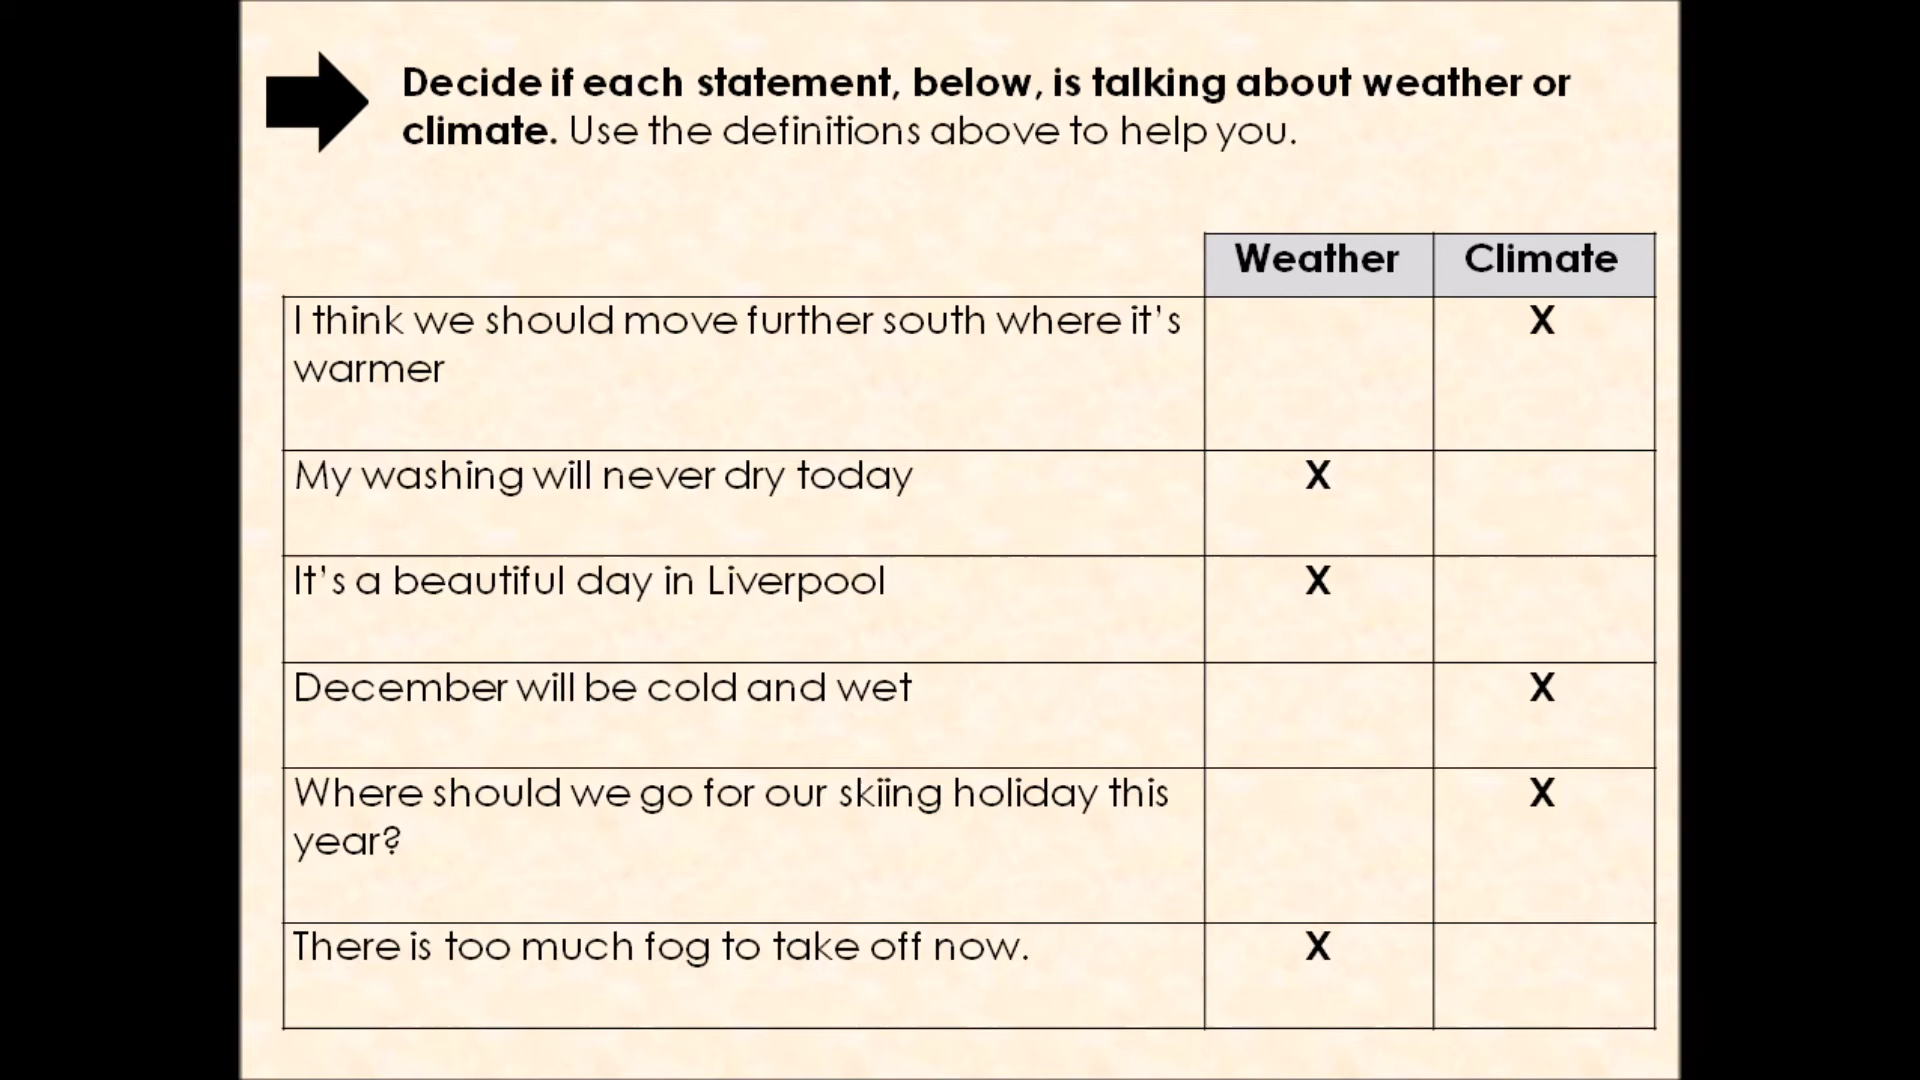 Decide if each statement, below, is talking about weather or
climate. Use the definitions above to help you.
Weather Climate
I think we should move further south where it's X
warmer
My washing will never dry today X
It's a beautiful day in Liverpool X
December will be cold and wet X
Where should we go for our skiing holiday this X
year?
There is too much fog to take off now. X